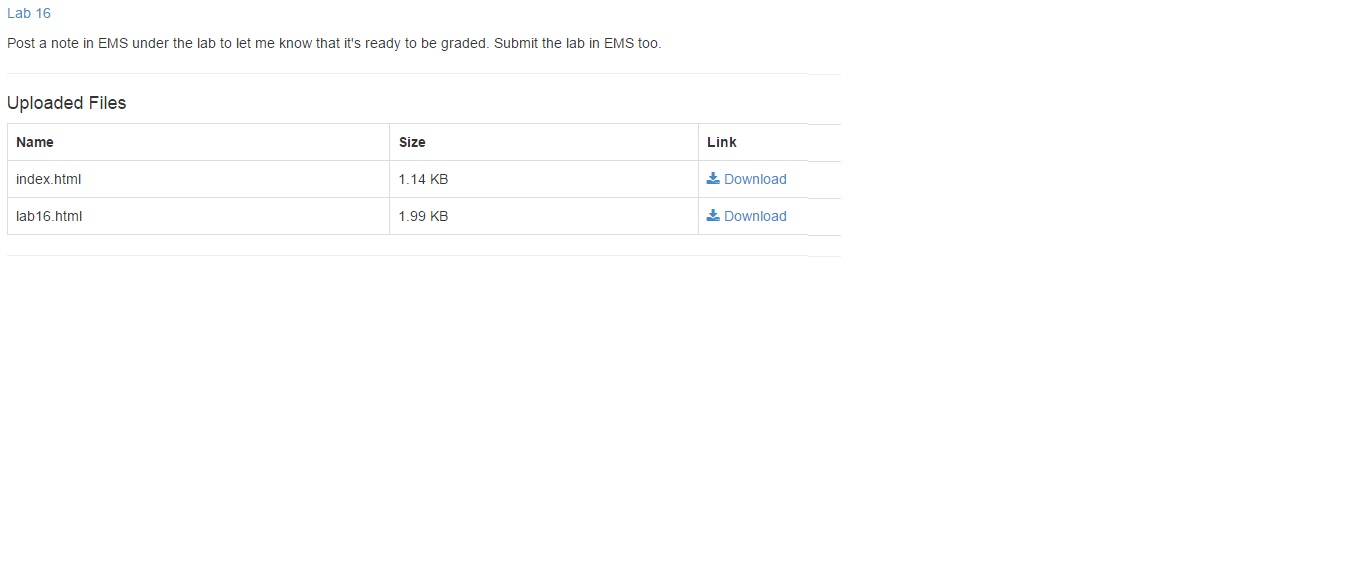 Lab 16
Post a note in EMS under the lab to let me know that it's ready to be graded. Submit the lab in EMS too.
Uploaded Files
Name Size Link
index.html 1.14 KB Download
lab16.html 1.99 KB Download